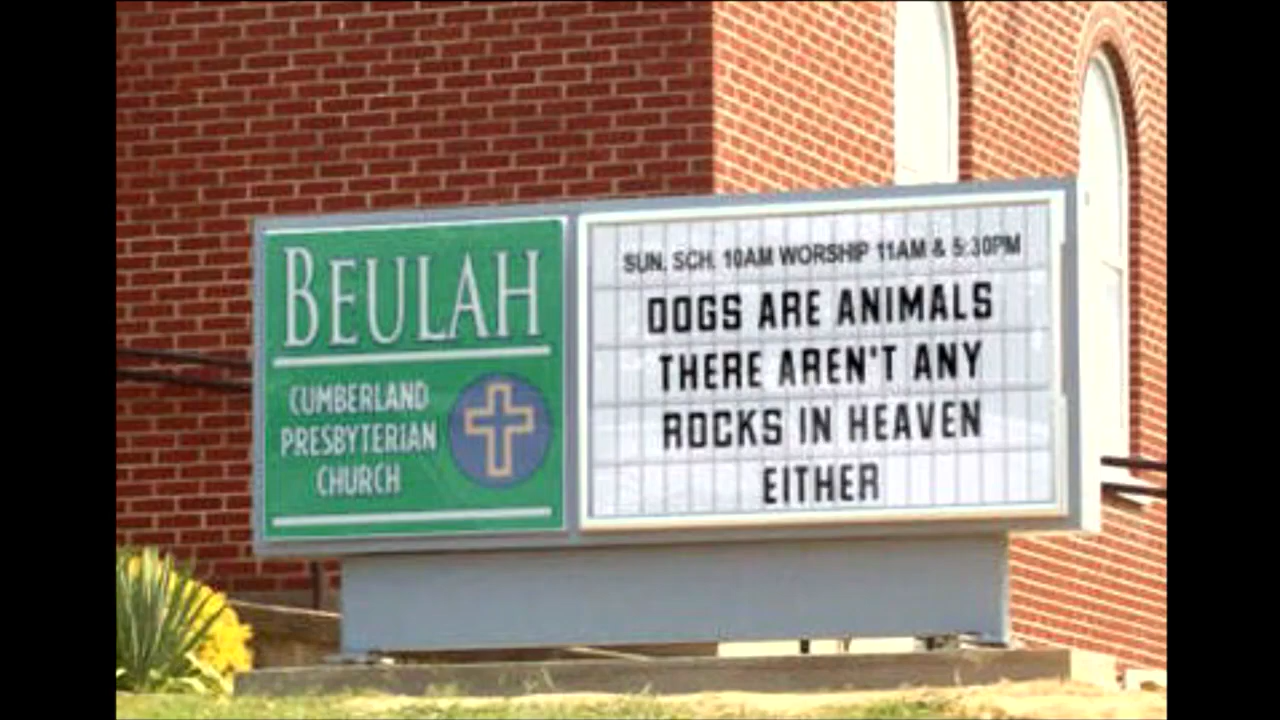 BEULAH
CUMBERLAND
PRESBYTERIAN
CHURCH
SUN. SCH. 10AM WORSHIP 11AM & 5:30PM
DOGS ARE ANIMALS
THERE AREN'T ANY
ROCKS IN HEAVEN
EITHER